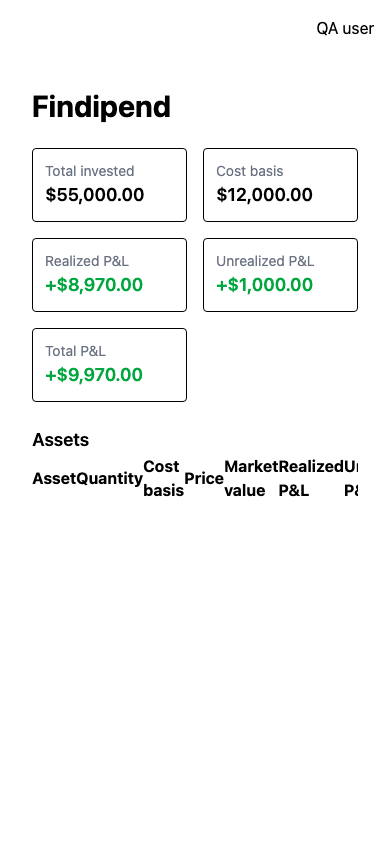 QA user
Findipend
Total invested
$55,000.00
Cost basis
$12,000.00
Realized P&L
+$8,970.00
Unrealized P&L
+$1,000.00
Total P&L
+$9,970.00
Assets
Asset Quantity Cost basis Price Market value Realized P&L